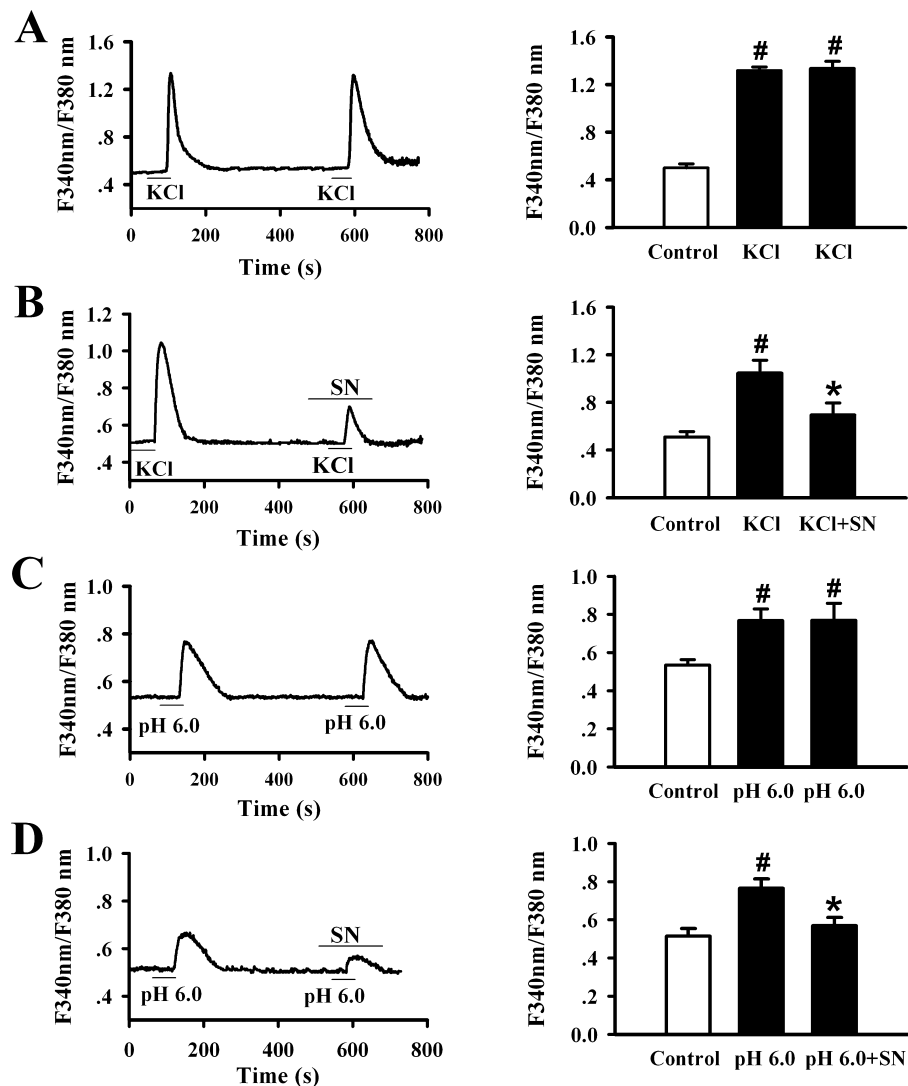 A
F340nm/F380 nm
1.6
1.2
.8
.4
KCl
KCl
0 200 400 600 800
Time (s)
F340nm/F380 nm
1.6
1.2
.8
.4
0.0
# #
Control KCl KCl
B
F340nm/F380 nm
1.2
1.0
.8
.6
.4
SN
KCl
KCl
0 200 400 600 800
Time (s)
F340nm/F380 nm
1.6
1.2
.8
.4
0.0
# *
Control KCl KCl+SN
C
F340nm/F380 nm
1.0
.8
.6
.4
pH 6.0
pH 6.0
0 200 400 600 800
Time (s)
F340nm/F380 nm
1.0
.8
.6
.4
.2
0.0
# #
Control pH 6.0 pH 6.0
D
F340nm/F380 nm
1.0
.8
.6
.4
SN
pH 6.0
pH 6.0
0 200 400 600 800
Time (s)
F340nm/F380 nm
1.0
.8
.6
.4
.2
0.0
# *
Control pH 6.0 pH 6.0+SN